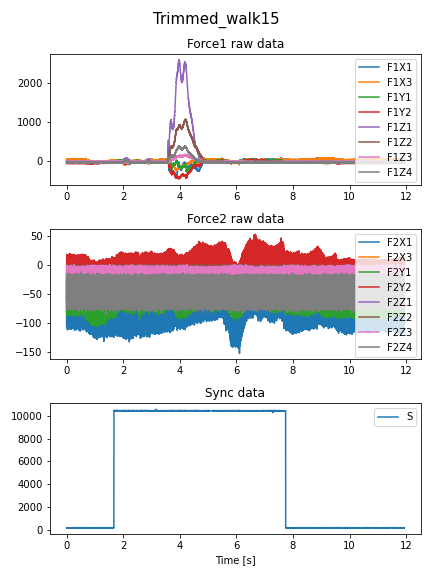 Trimmed_walk15
Force1 raw data
2000
1000
0
F1X1
F1X3
F1Y1
F1Y2
F1Z1
F1Z2
F1Z3
F1Z4
0 2 4 6 8 10 12
Force2 raw data
50
0
−50
−100
−150
F2X1
F2X3
F2Y1
F2Y2
F2Z1
F2Z2
F2Z3
F2Z4
0 2 4 6 8 10 12
Sync data
10000
8000
6000
4000
2000
0
S
0 2 4 6 8 10 12
Time [s]